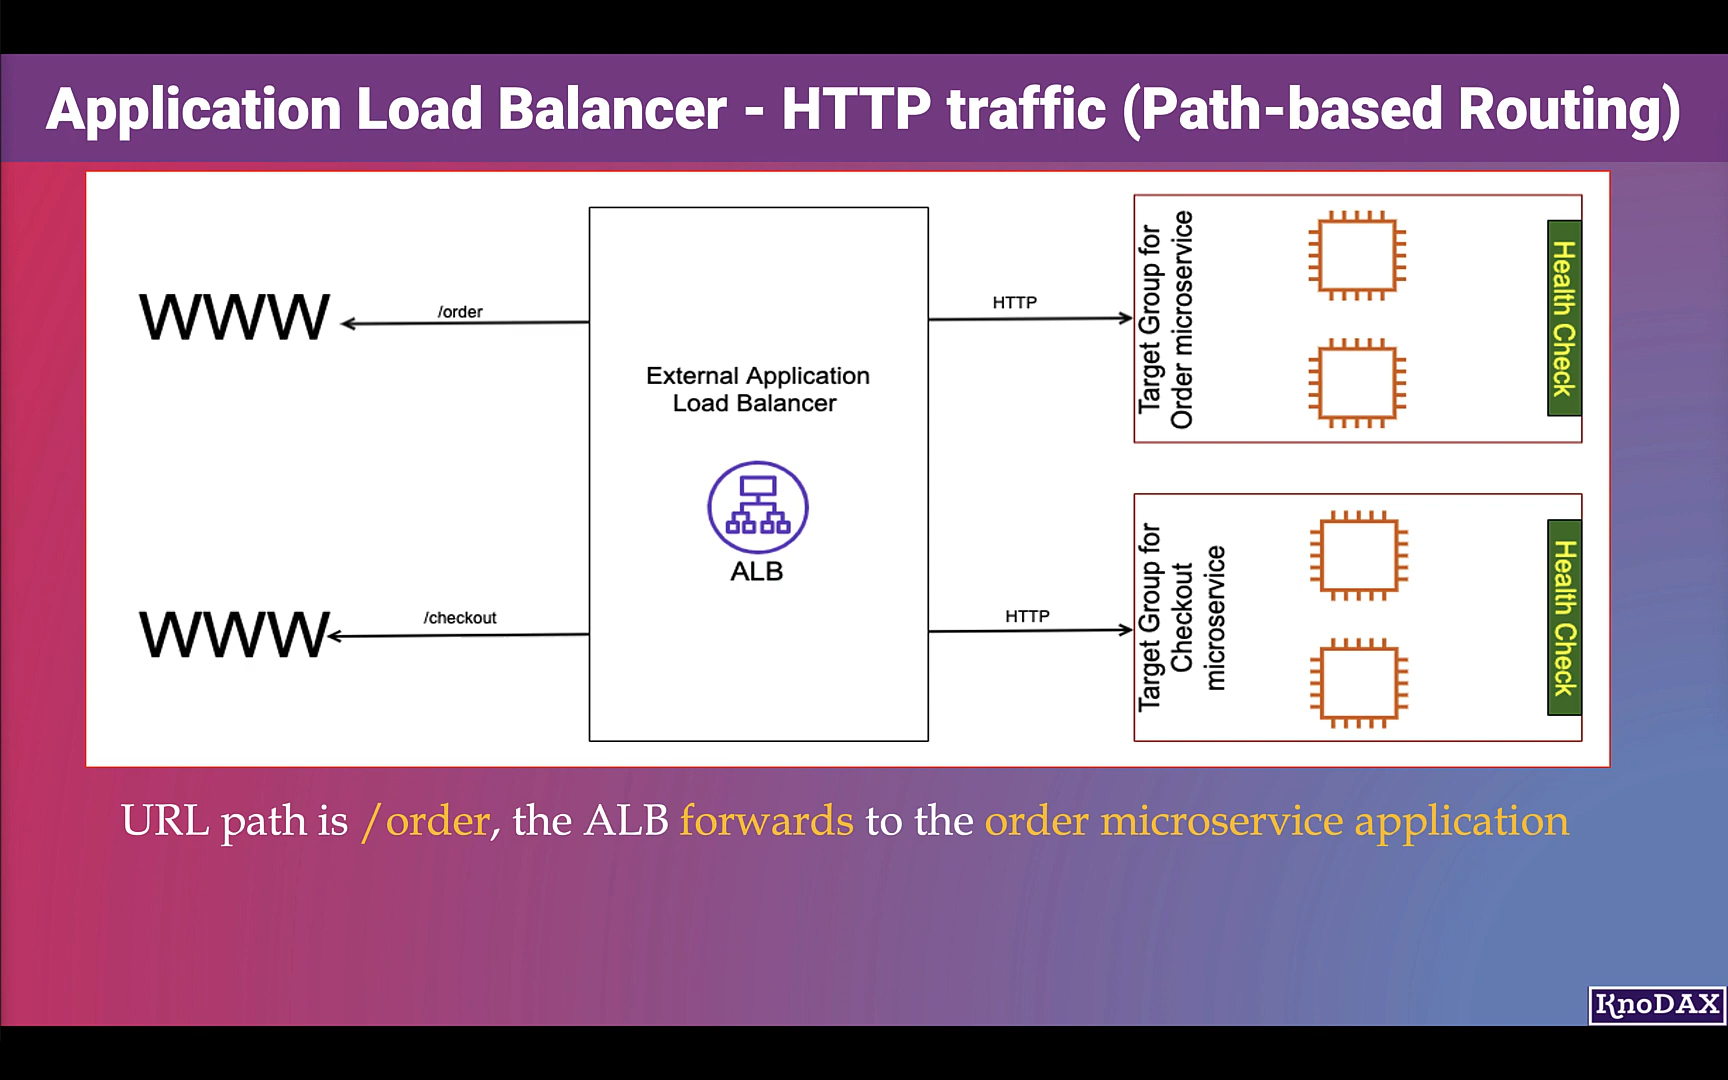 Application Load Balancer - HTTP traffic (Path-based Routing)
WWW
/order
External Application
Load Balancer
ALB
HTTP
Target Group for
Order microservice
Health Check
WWW
/checkout
HTTP
Target Group for
Checkout
microservice
Health Check
URL path is /order, the ALB forwards to the order microservice application
KnoDAX